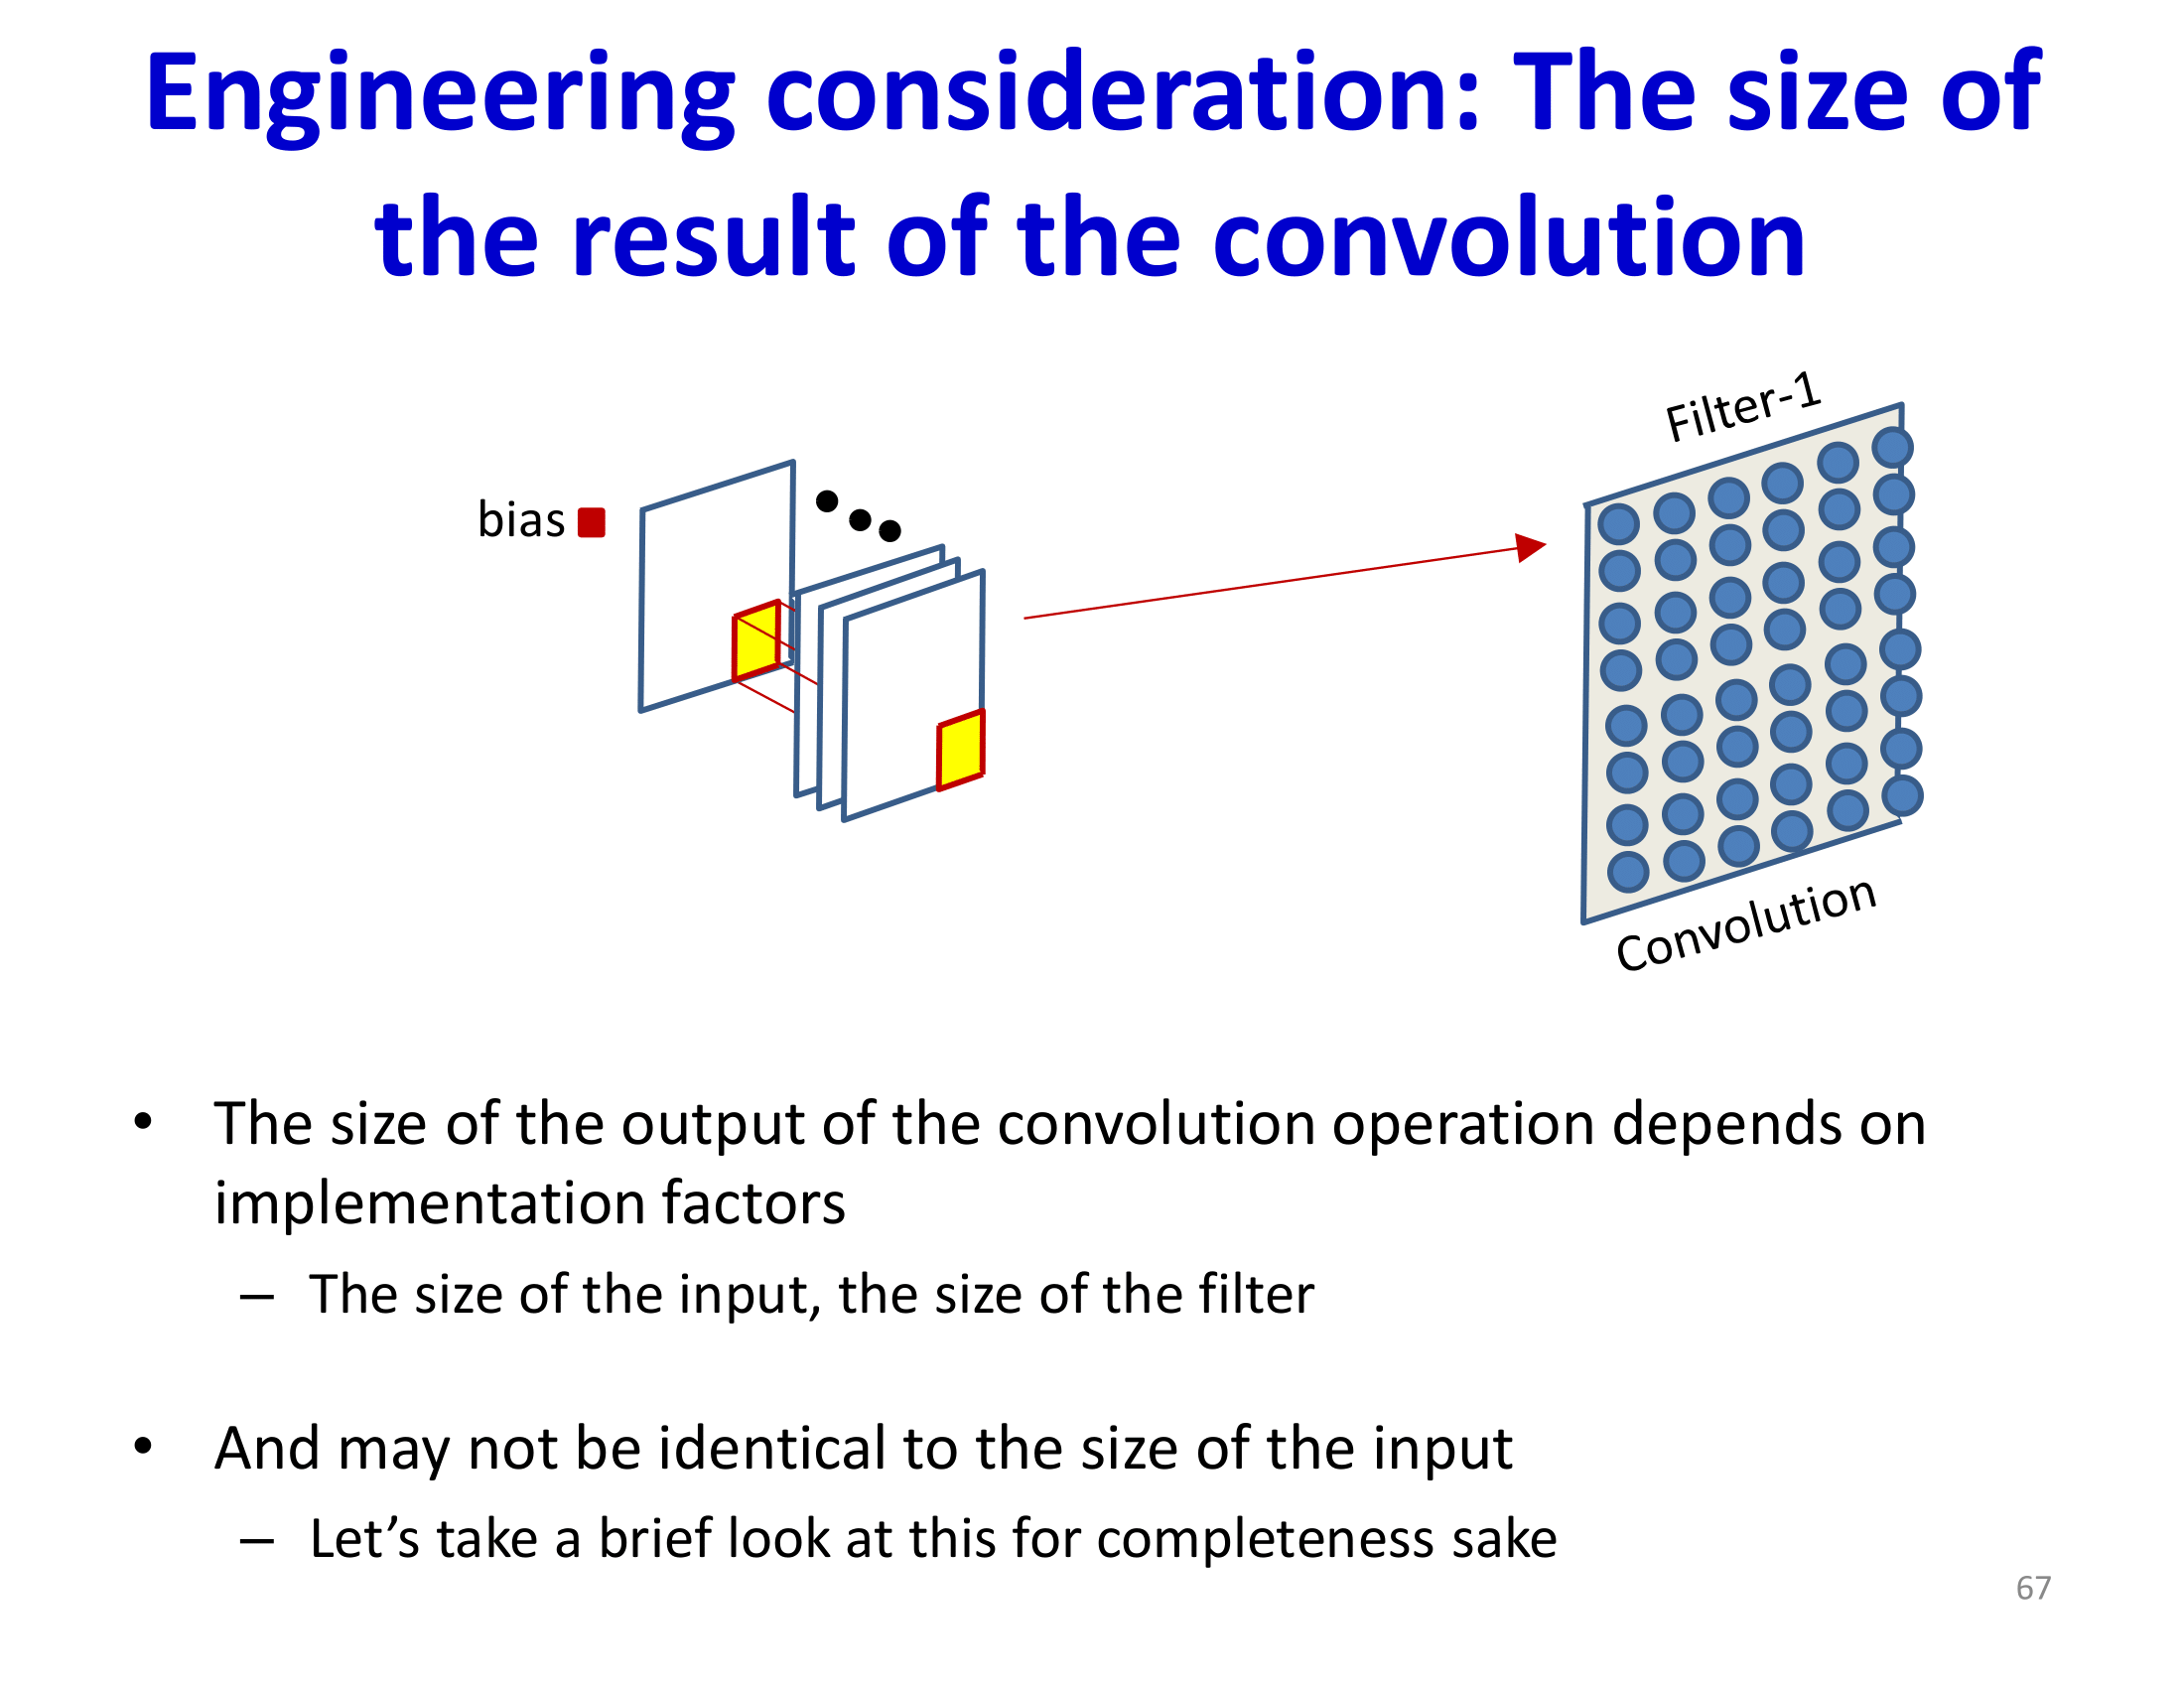 Engineering consideration: The size of
the result of the convolution
Filter-1
bias
Convolution
• The size of the output of the convolution operation depends on
implementation factors
– The size of the input, the size of the filter
• And may not be identical to the size of the input
– Let’s take a brief look at this for completeness sake
67